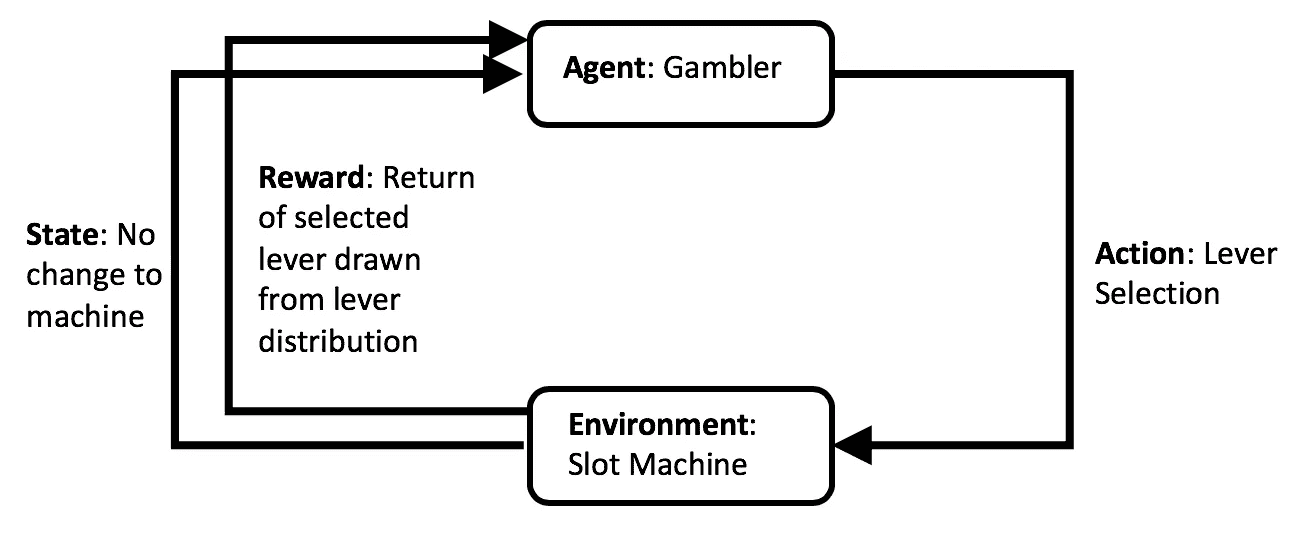 Agent: Gambler
Reward: Return
of selected
lever drawn
from lever
distribution
State: No
change to
machine
Action: Lever
Selection
Environment:
Slot Machine